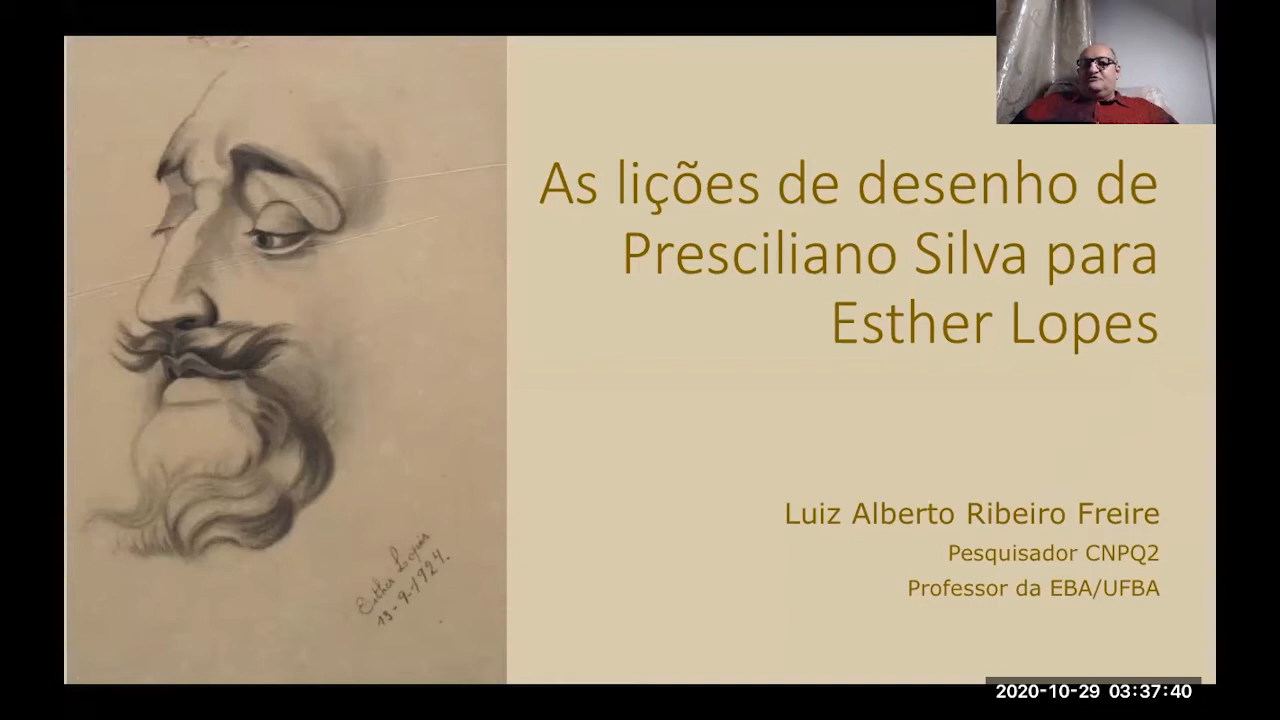 As lições de desenho de
Presciliano Silva para
Esther Lopes
Luiz Alberto Ribeiro Freire
Pesquisador CNPQ2
Professor da EBA/UFBA
Esther Lopes
13-9-1924.
2020-10-29 03:37:40